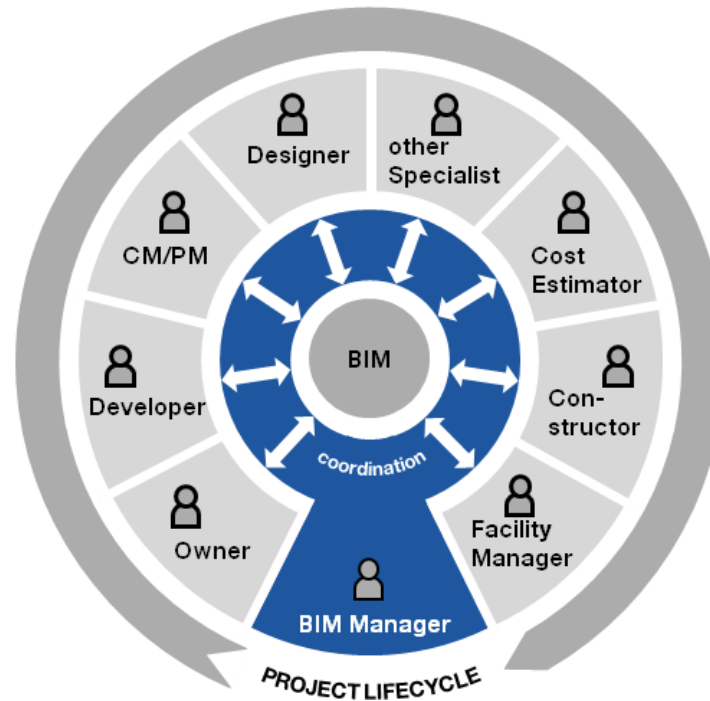 Designer
other
Specialist
CM/PM
Cost
Estimator
BIM
Developer
Con-
structor
coordination
Owner
Facility
Manager
BIM Manager
PROJECT LIFECYCLE